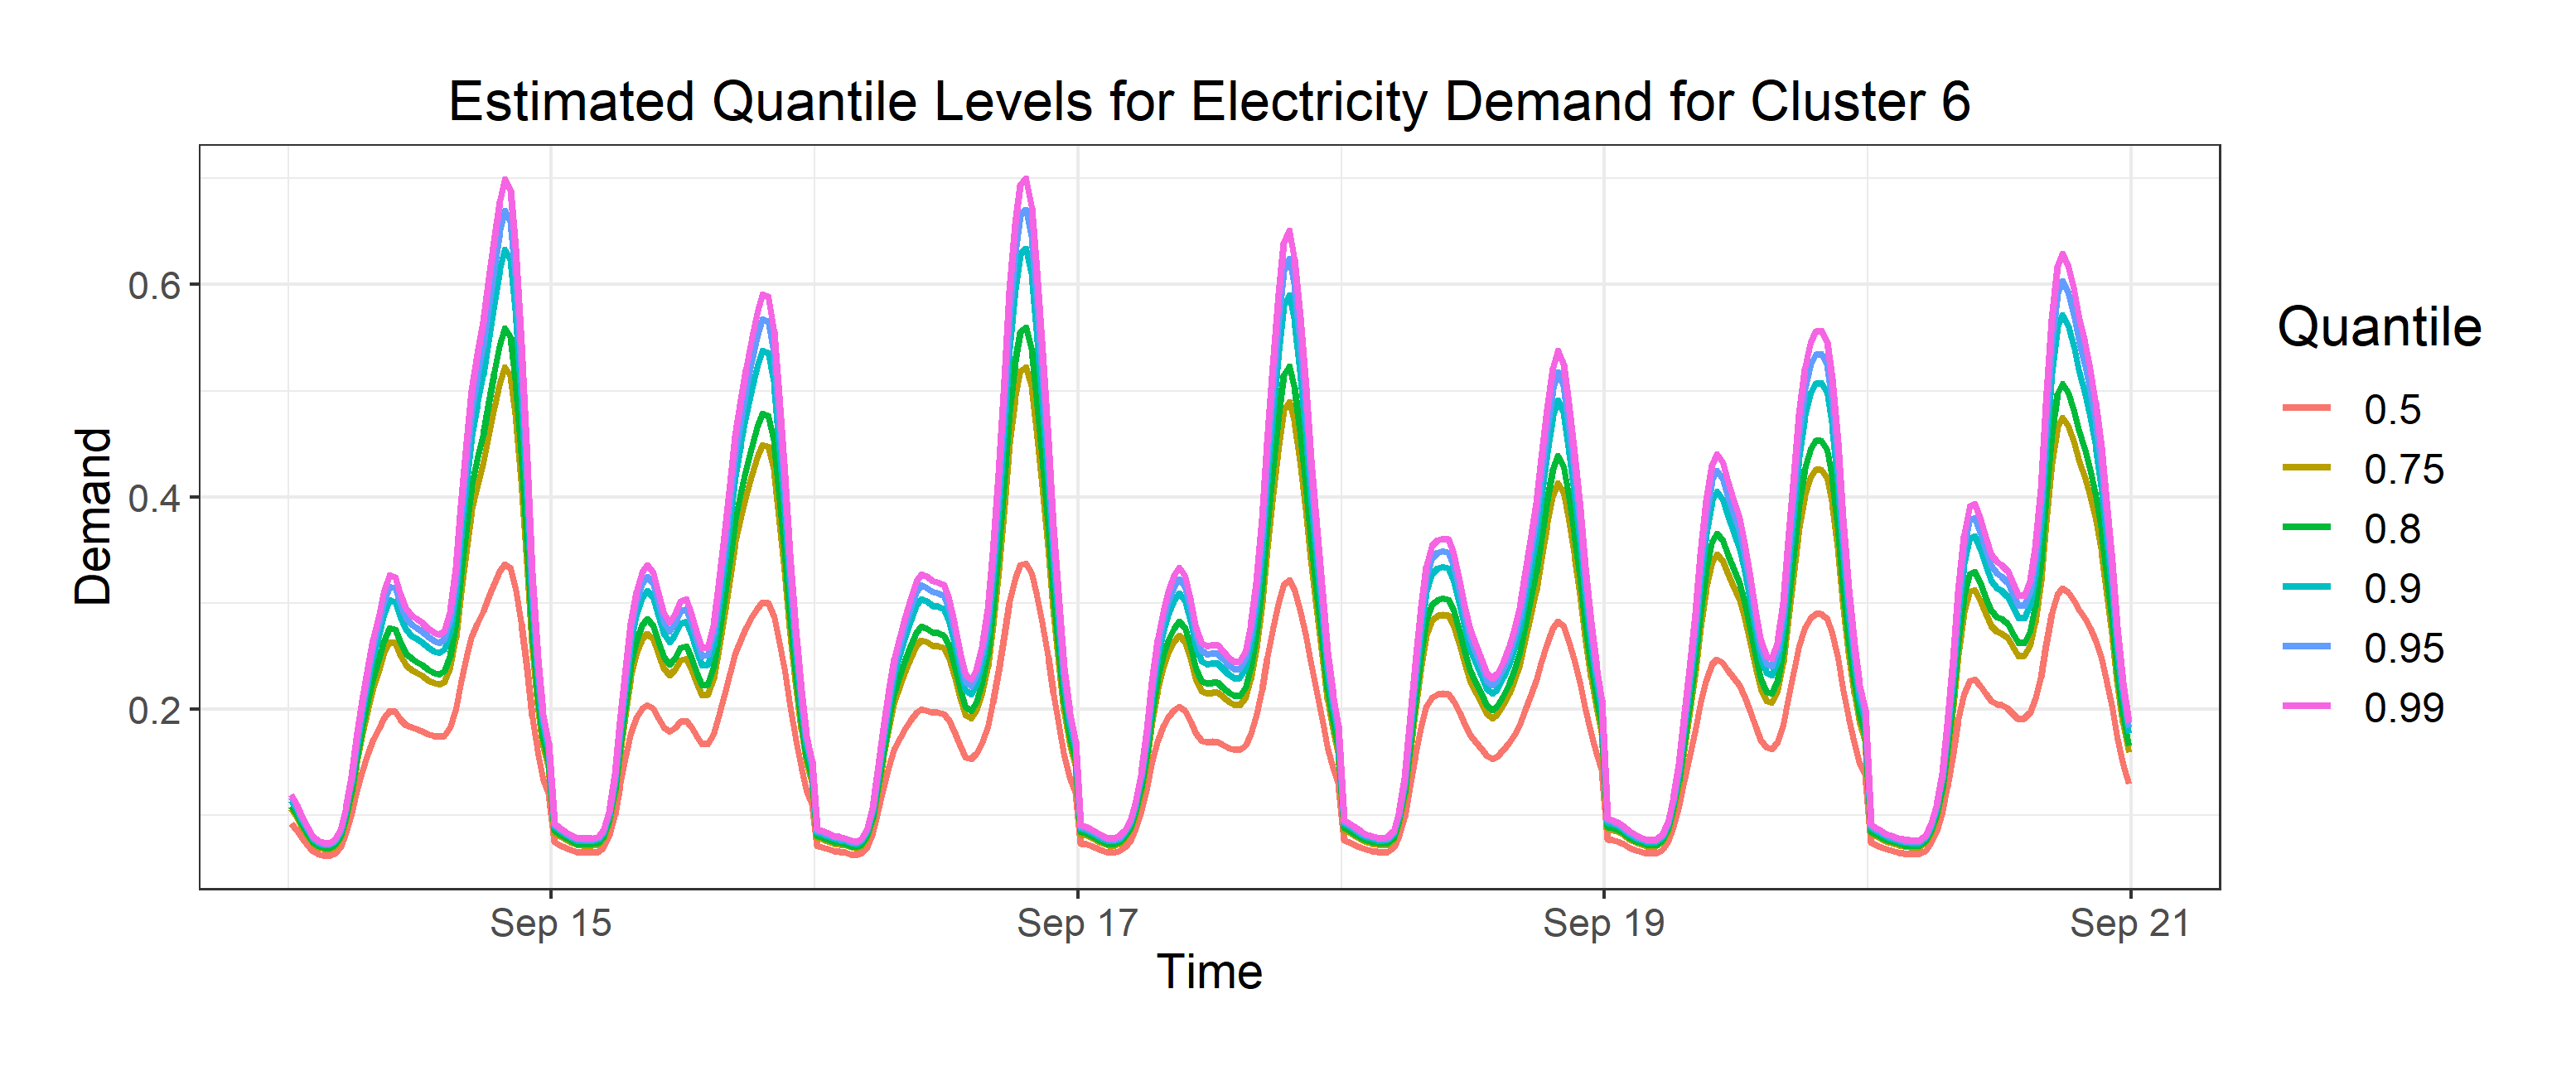 Estimated Quantile Levels for Electricity Demand for Cluster 6
Demand
0.6
0.4
0.2
Sep 15
Sep 17
Sep 19
Sep 21
Time
Quantile
0.5
0.75
0.8
0.9
0.95
0.99